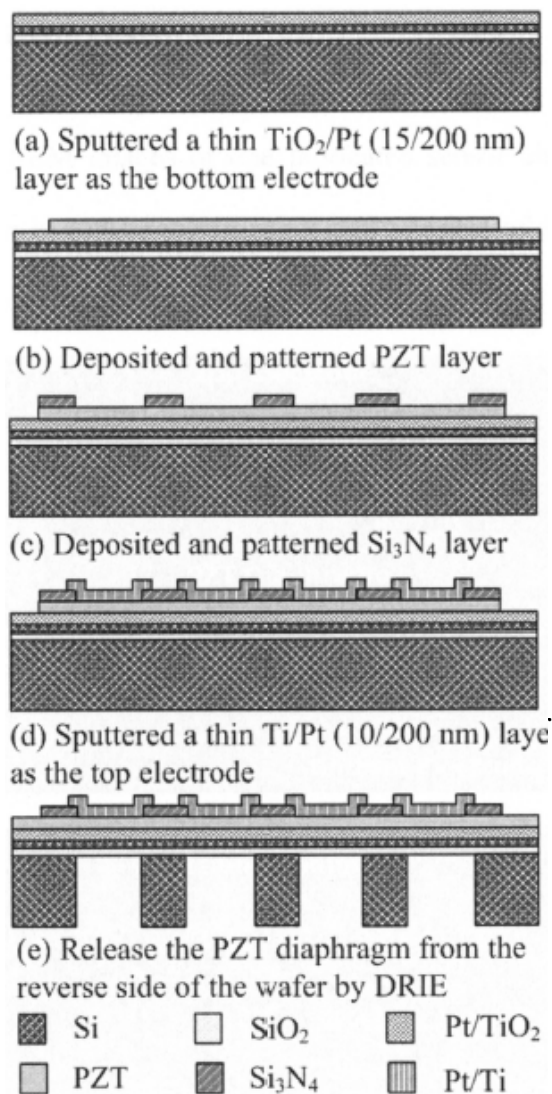 (a) Sputtered a thin TiO₂/Pt (15/200 nm)
layer as the bottom electrode
(b) Deposited and patterned PZT layer
(c) Deposited and patterned Si₃N₄ layer
(d) Sputtered a thin Ti/Pt (10/200 nm) laye
as the top electrode
(e) Release the PZT diaphragm from the
reverse side of the wafer by DRIE
Si SiO₂ Pt/TiO₂
PZT Si₃N₄ Pt/Ti